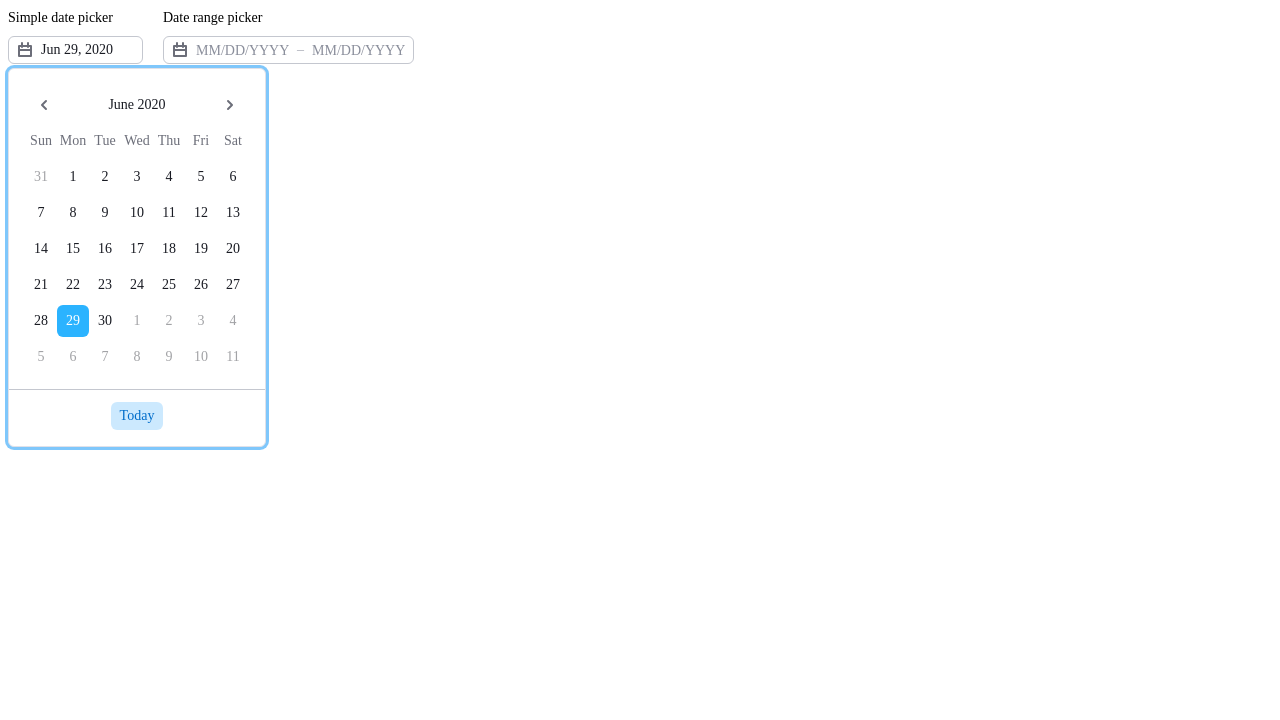 Simple date picker Date range picker
Jun 29, 2020 MM/DD/YYYY – MM/DD/YYYY
June 2020
Sun Mon Tue Wed Thu Fri Sat
31 1 2 3 4 5 6
7 8 9 10 11 12 13
14 15 16 17 18 19 20
21 22 23 24 25 26 27
28 29 30 1 2 3 4
5 6 7 8 9 10 11
Today